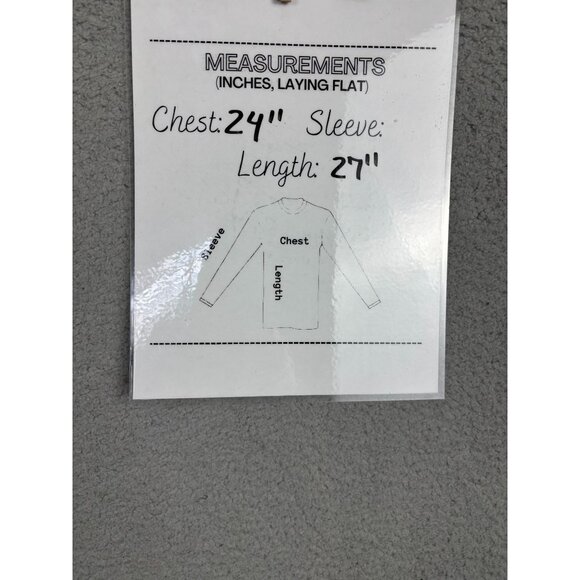 MEASUREMENTS
(INCHES, LAYING FLAT)
Chest: 24" Sleeve:
Length: 27"
Sleeve
Chest
Length